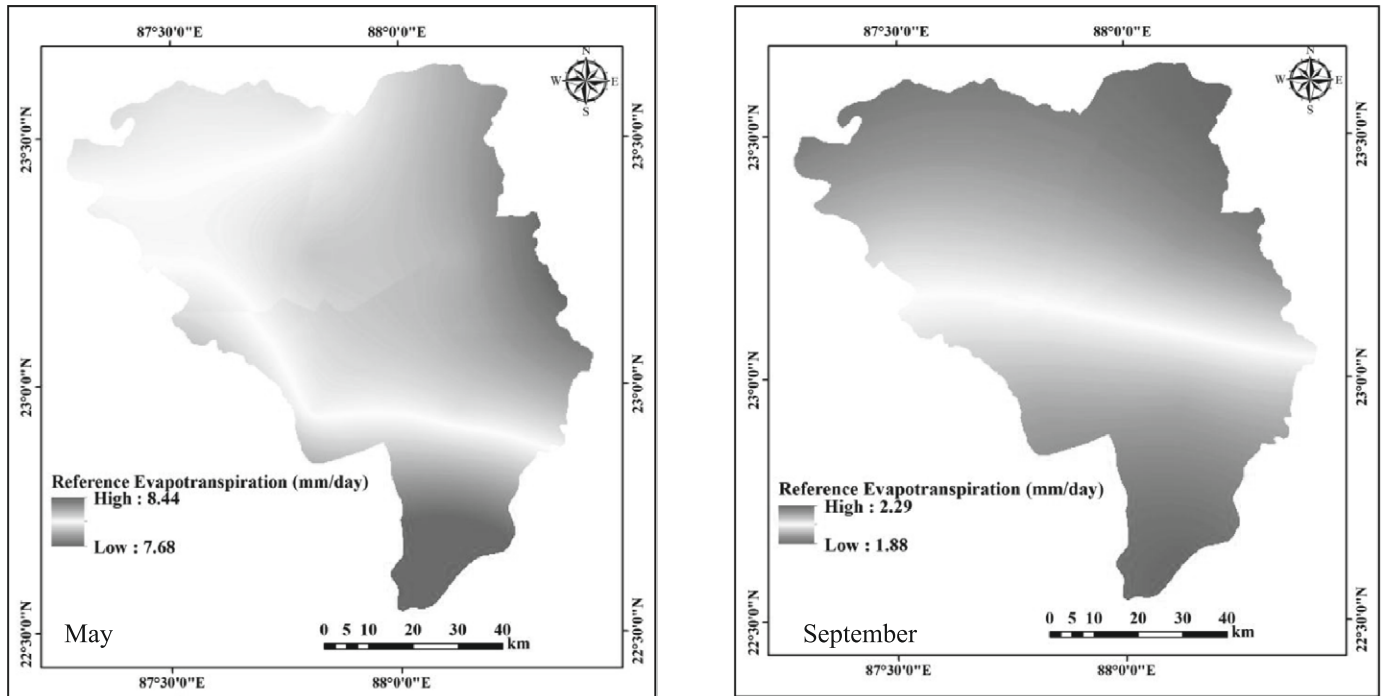 87°30'0"E 88°0'0"E
N
W E
S
23°30'0"N 23°30'0"N
23°0'0"N 23°0'0"N
Reference Evapotranspiration (mm/day)
High : 8.44
Low : 7.68
22°30'0"N 22°30'0"N
May
0 5 10 20 30 40
km
87°30'0"E 88°0'0"E
87°30'0"E 88°0'0"E
N
W E
S
23°30'0"N 23°30'0"N
23°0'0"N 23°0'0"N
Reference Evapotranspiration (mm/day)
High : 2.29
Low : 1.88
22°30'0"N 22°30'0"N
September
0 5 10 20 30 40
km
87°30'0"E 88°0'0"E